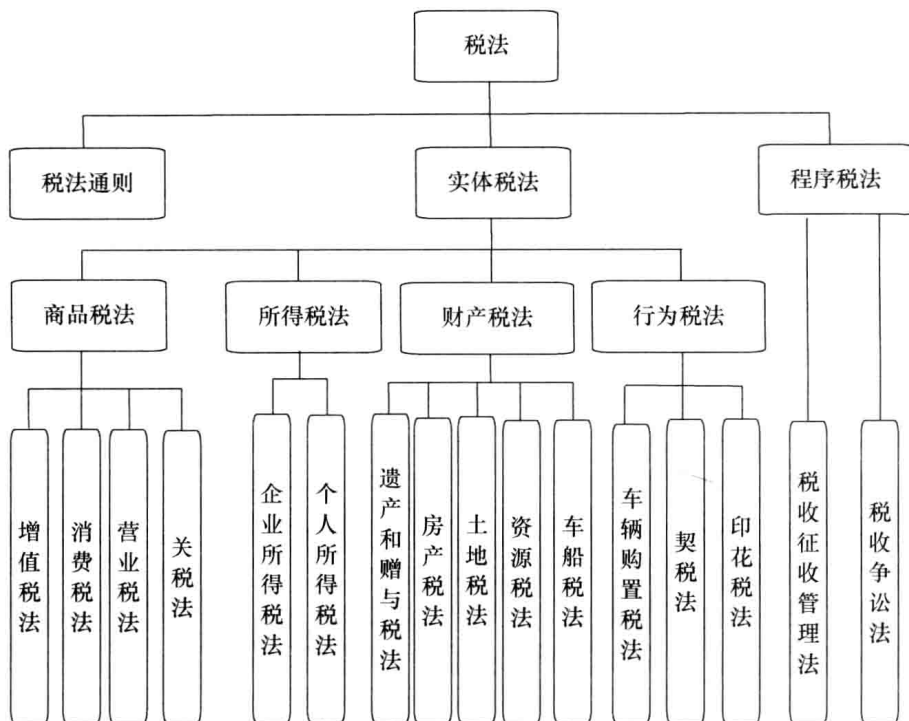 税法
税法通则
实体税法
程序税法
商品税法
所得税法
财产税法
行为税法
增值税法
消费税法
营业税法
关税法
企业所得税法
个人所得税法
遗产和赠与税法
房产税法
土地税法
资源税法
车船税法
车辆购置税法
契税法
印花税法
税收征收管理法
税收争讼法